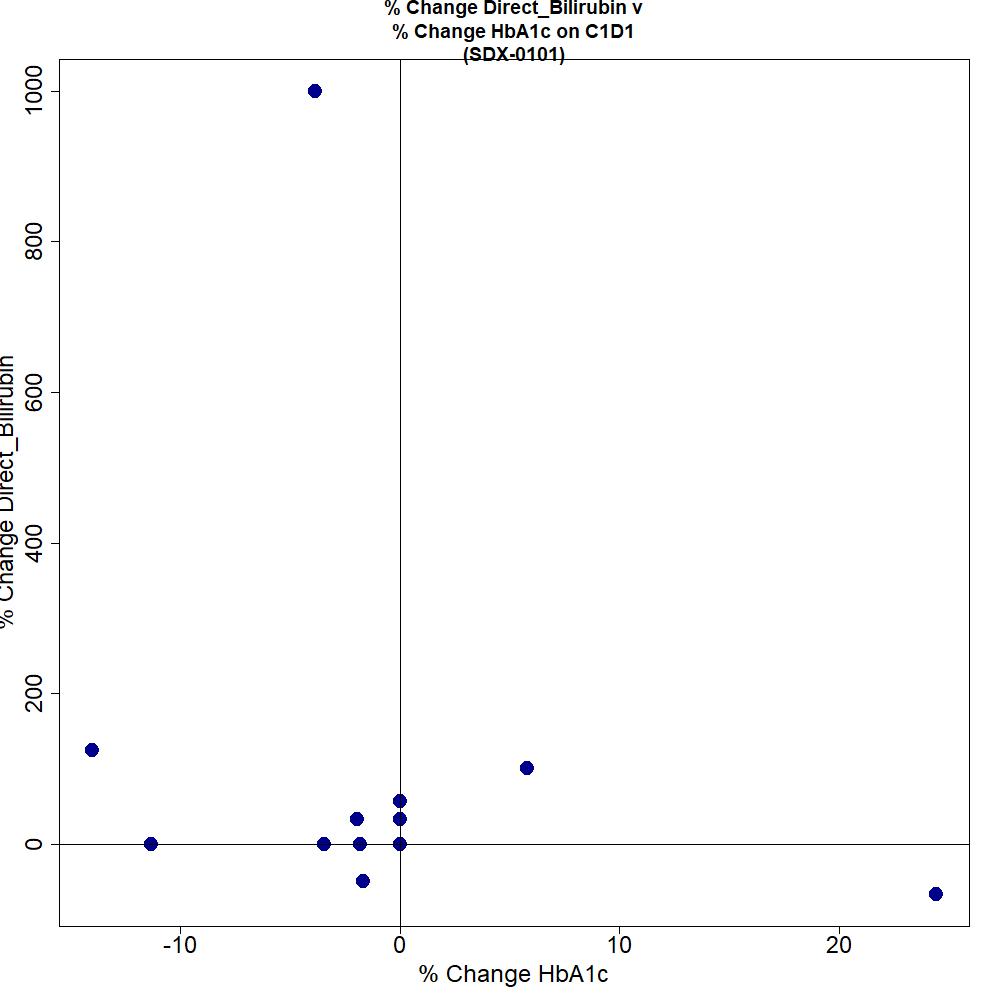 % Change Direct_Bilirubin v
% Change HbA1c on C1D1
(SDX-0101)
% Change Direct_Bilirubin
1000
800
600
400
200
0
-10
0
10
20
% Change HbA1c